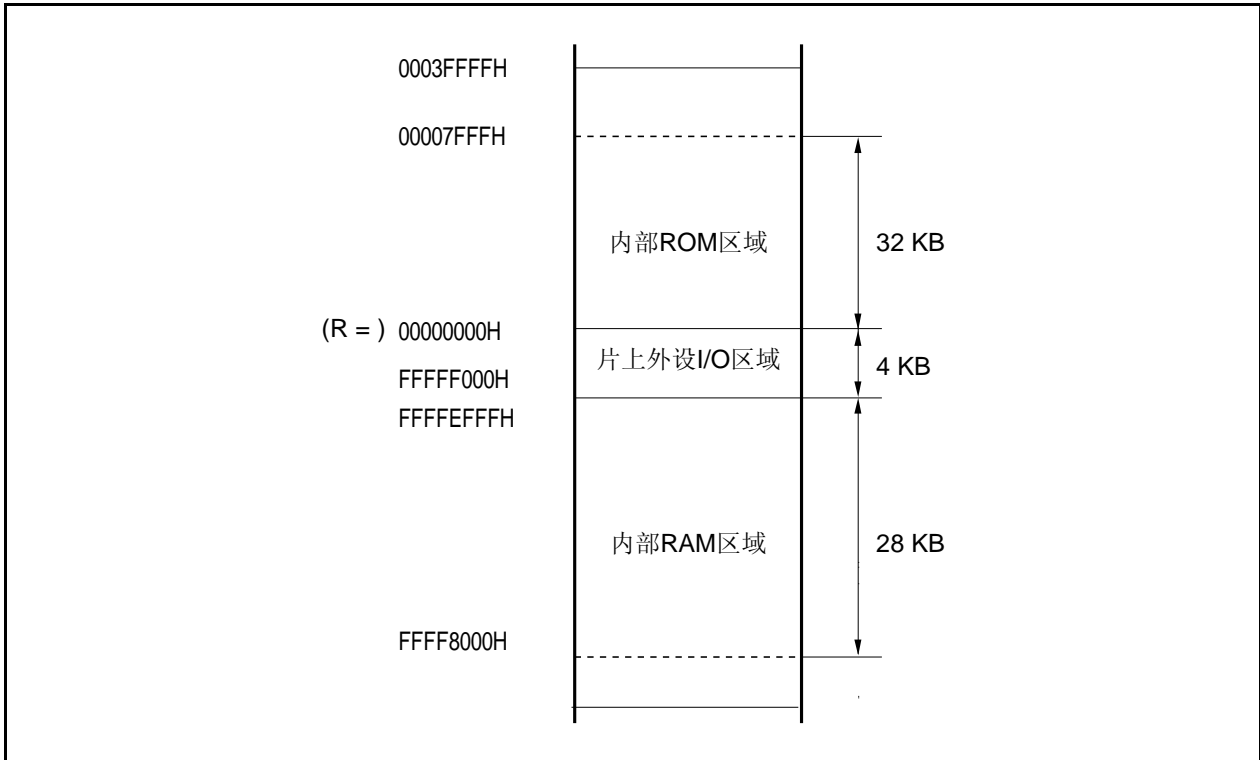 0003FFFFH
00007FFFH
内部ROM区域
32 KB
(R = ) 00000000H
片上外设I/O区域
4 KB
FFFFF000H
FFFFEFFFH
内部RAM区域
28 KB
FFFF8000H